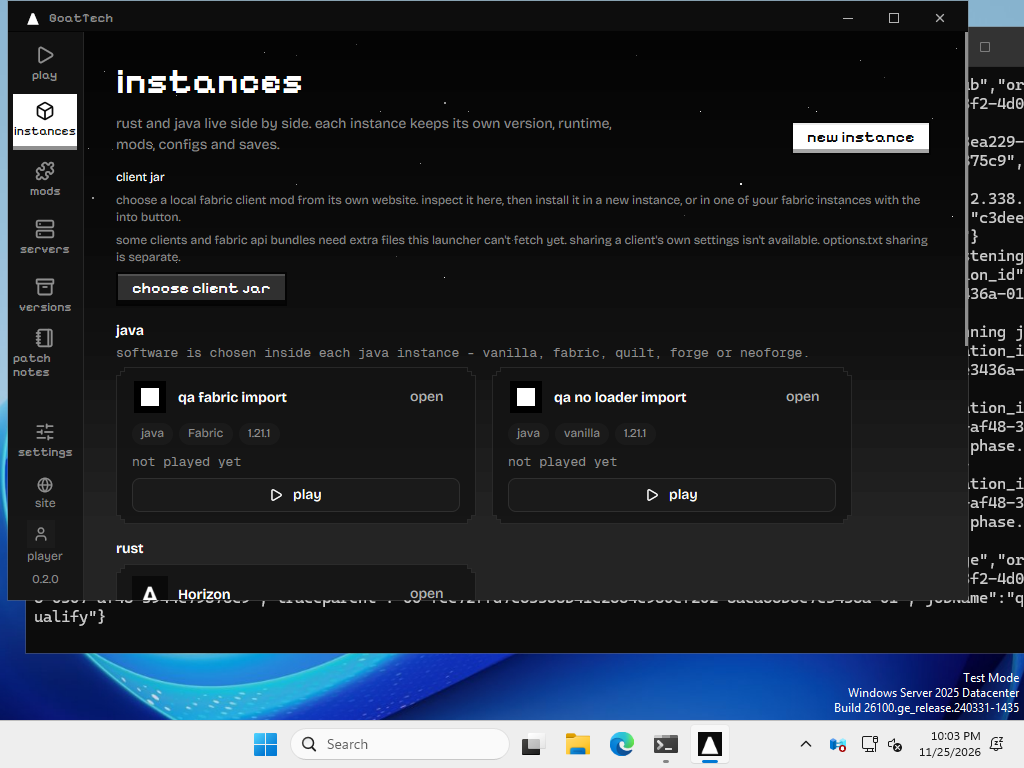 GoatTech
play
instances
mods
servers
versions
patch
notes
settings
site
player
0.2.0
instances
rust and java live side by side. each instance keeps its own version, runtime,
mods, configs and saves.
new instance
client jar
choose a local fabric client mod from its own website. inspect it here, then install it in a new instance, or in one of your fabric instances with the
into button.
some clients and fabric api bundles need extra files this launcher can't fetch yet. sharing a client's own settings isn't available. options.txt sharing
is separate.
choose client jar
java
software is chosen inside each java instance - vanilla, fabric, quilt, forge or neoforge.
qa fabric import
open
java
Fabric
1.21.1
not played yet
play
qa no loader import
open
java
vanilla
1.21.1
not played yet
play
rust
Horizon
open
ualify"}
Test Mode
Windows Server 2025 Datacenter
Build 26100.ge_release.240331-1435
Search
10:03 PM
11/25/2026